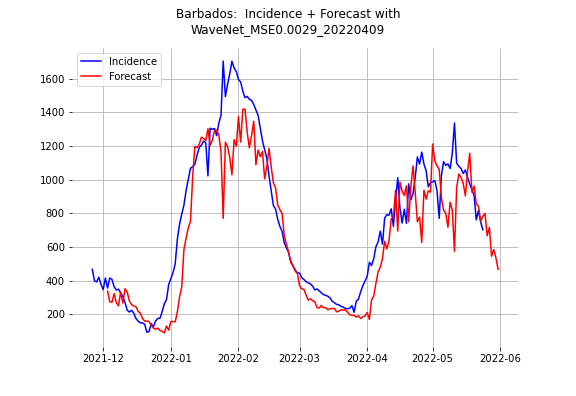 Barbados:  Incidence + Forecast with
WaveNet_MSE0.0029_20220409
Incidence
Forecast
1600
1400
1200
1000
800
600
400
200
2021-12 2022-01 2022-02 2022-03 2022-04 2022-05 2022-06